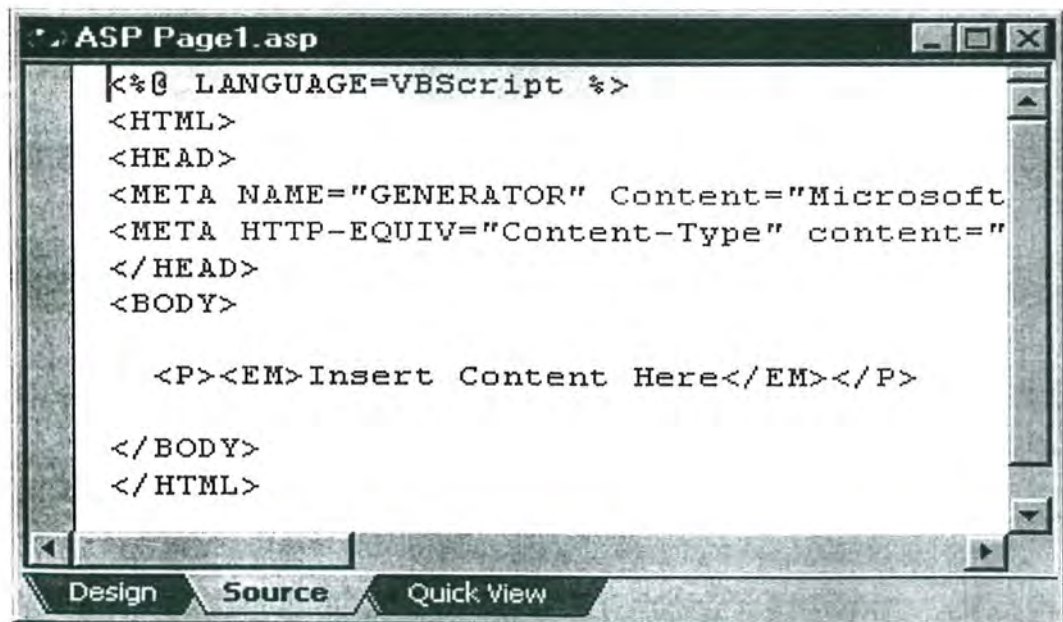 ASP Page1.asp
<%@ LANGUAGE=VBScript %>
<HTML>
<HEAD>
<META NAME="GENERATOR" Content="Microsoft
<META HTTP-EQUIV="Content-Type" content="
</HEAD>
<BODY>
<P><EM>Insert Content Here</EM></P>
</BODY>
</HTML>
Design Source Quick View